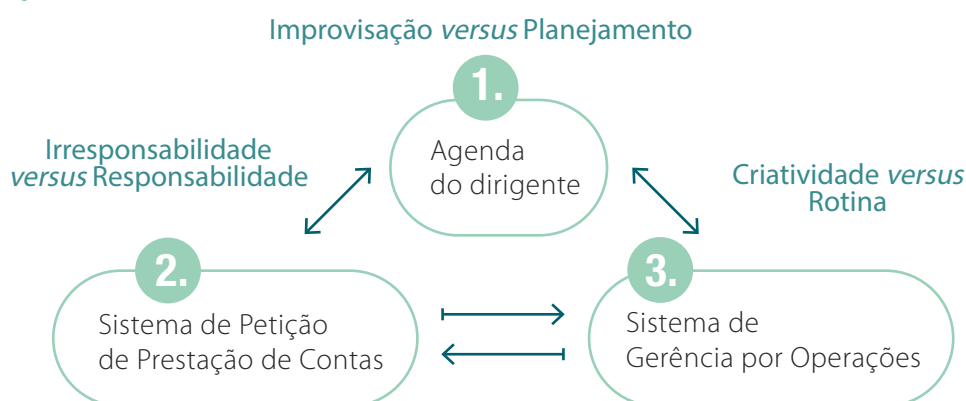 Improvisação versus Planejamento
1.
Agenda
do dirigente
Irresponsabilidade
versus Responsabilidade
Criatividade versus
Rotina
2.
Sistema de Petição
de Prestação de Contas
3.
Sistema de
Gerência por Operações